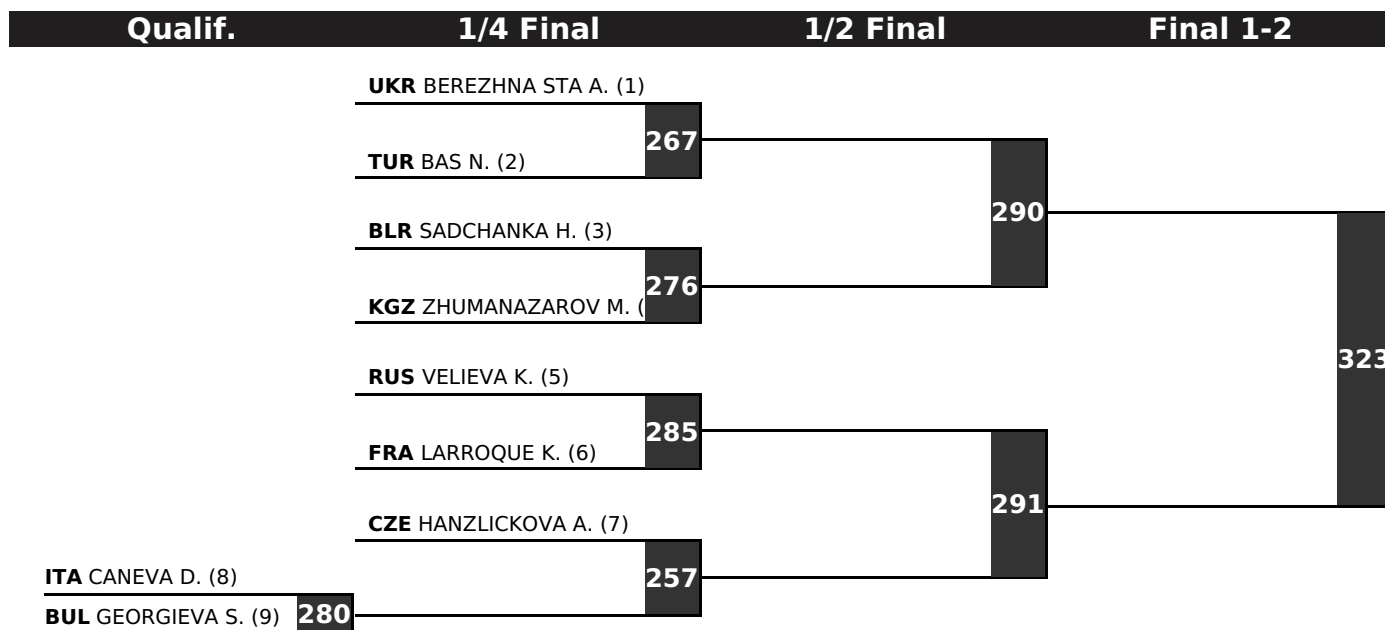 Qualif. 1/4 Final 1/2 Final Final 1-2
UKR BEREZHNA STA A. (1)
267
TUR BAS N. (2)
290
BLR SADCHANKA H. (3)
276
KGZ ZHUMANAZAROV M. (
323
RUS VELIEVA K. (5)
285
FRA LARROQUE K. (6)
291
CZE HANZLICKOVA A. (7)
257
ITA CANEVA D. (8)
280
BUL GEORGIEVA S. (9)